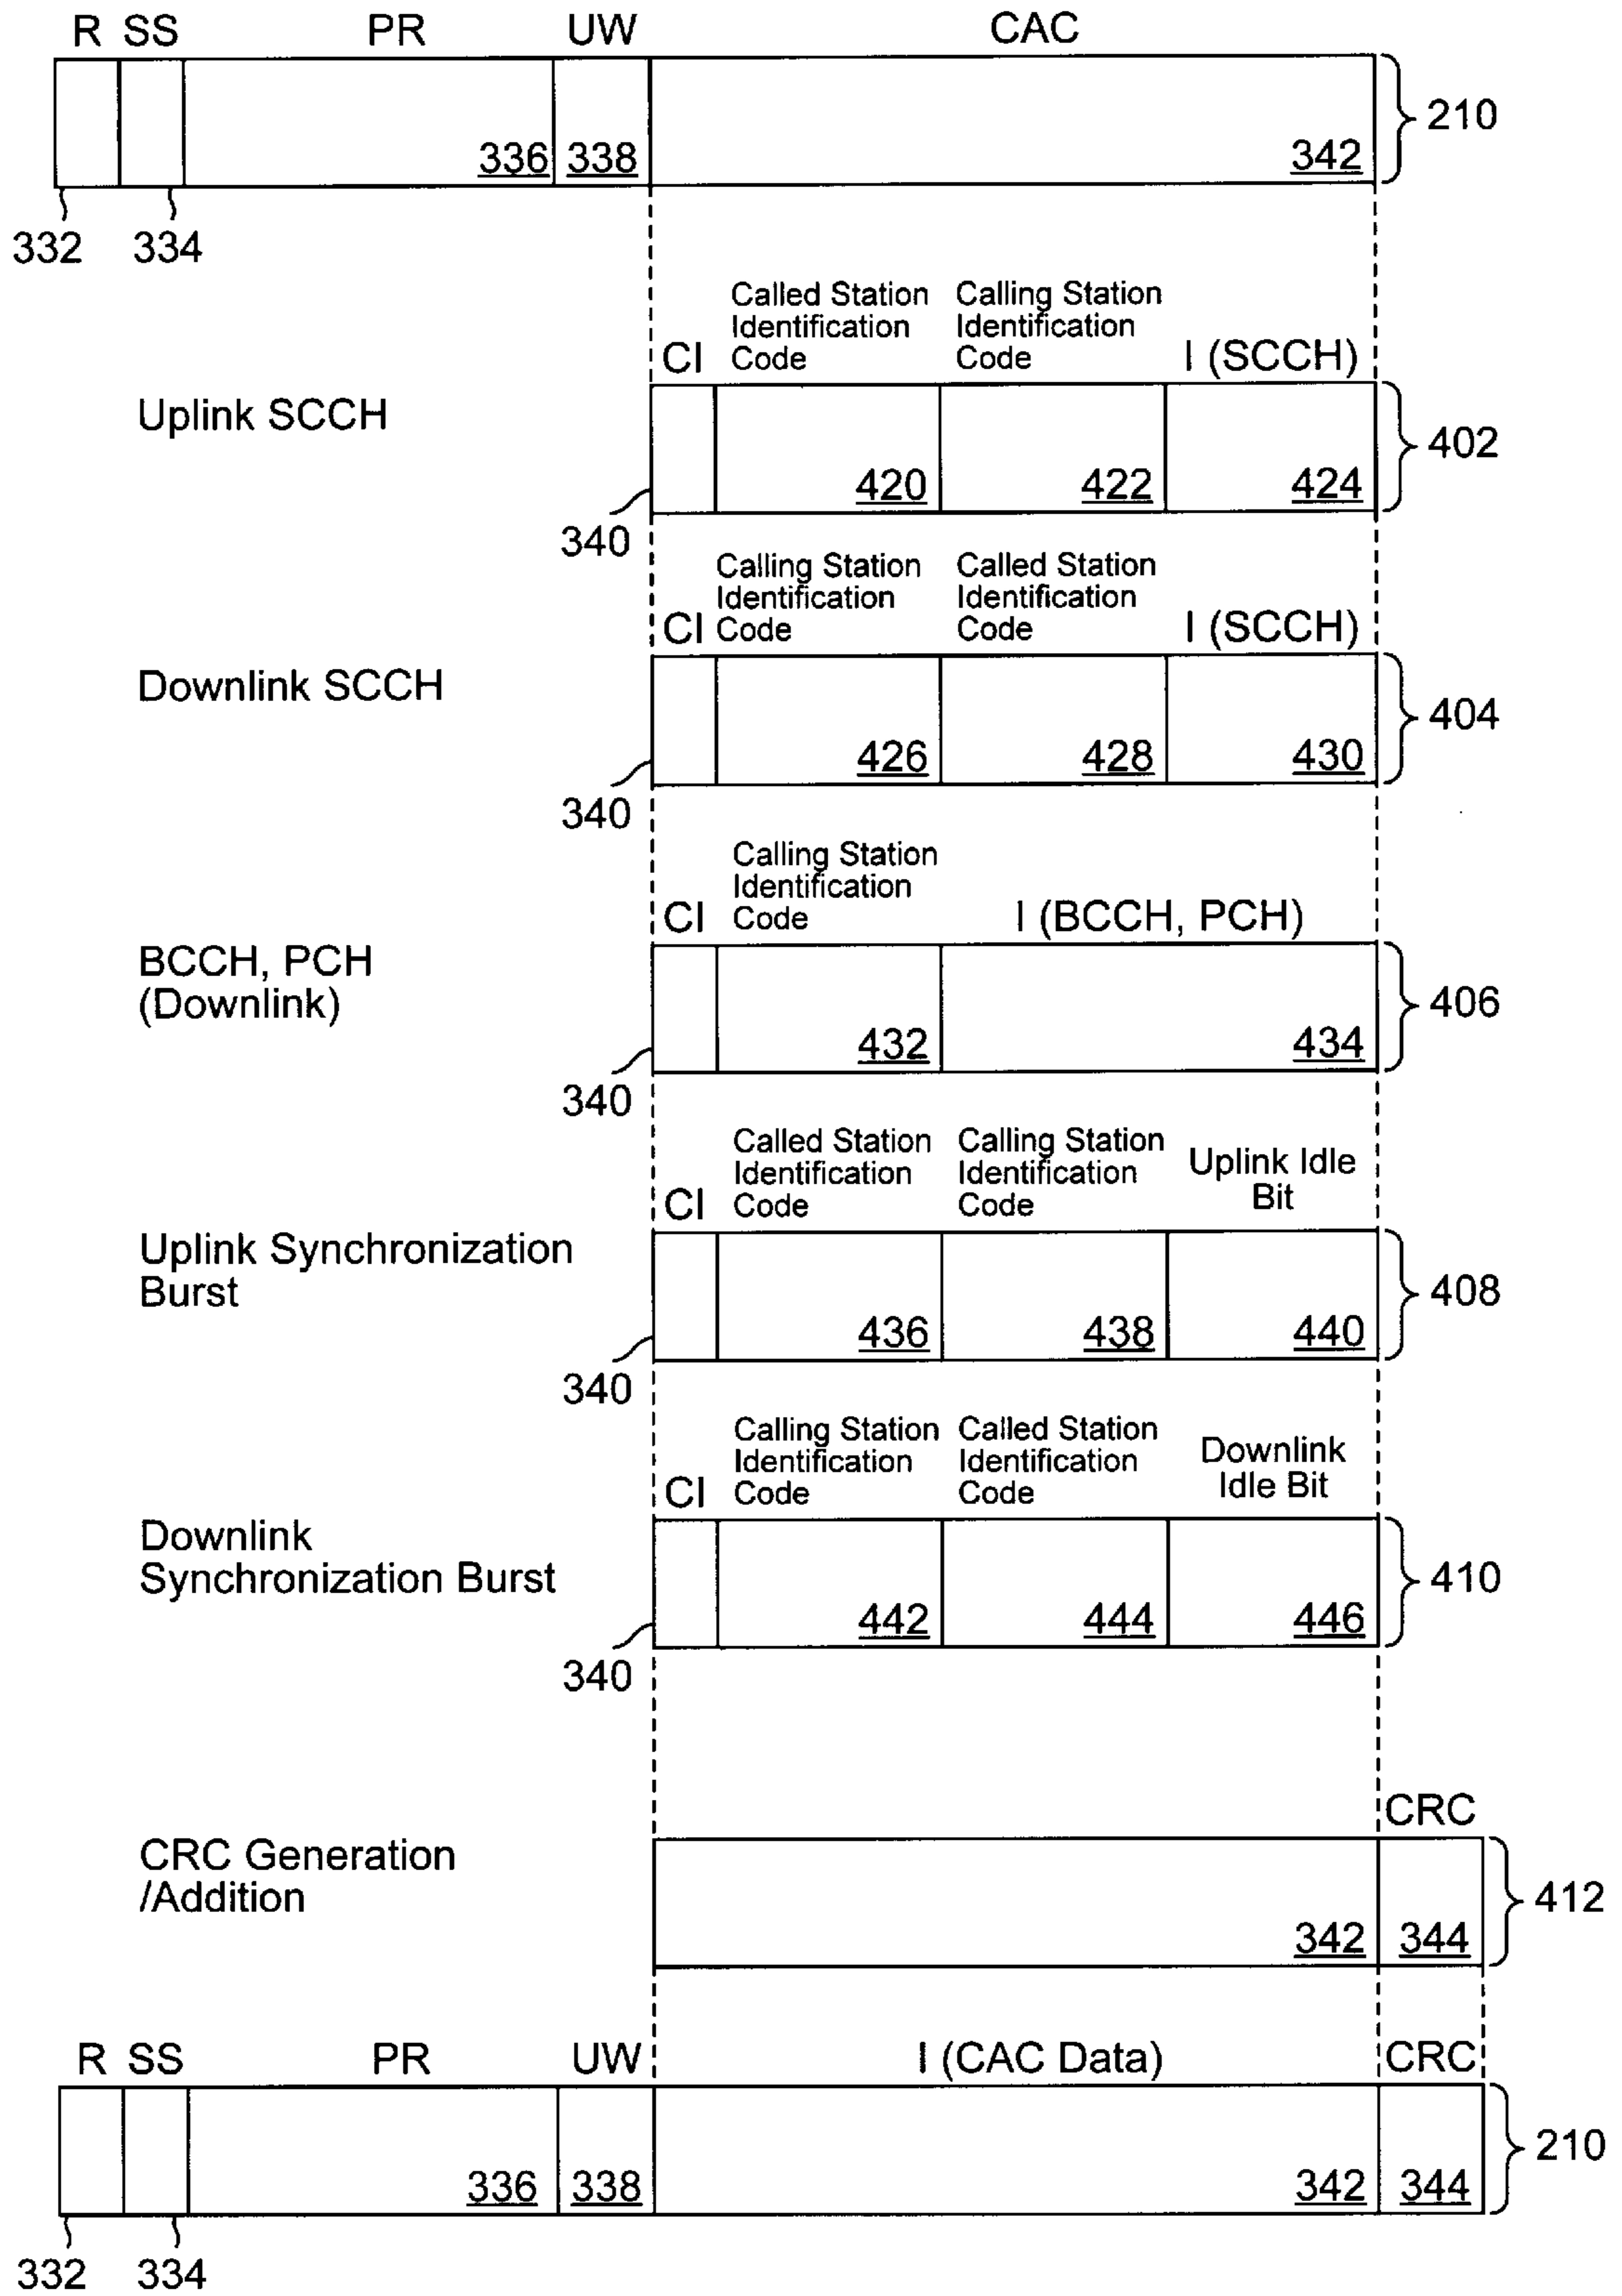 R SS PR UW CAC
336 338 342 210
332 334
Called Station Calling Station
Identification Identification
CI Code Code I (SCCH)
Uplink SCCH
420 422 424 402
340
Calling Station Called Station
Identification Identification
CI Code Code I (SCCH)
Downlink SCCH
426 428 430 404
340
Calling Station
Identification
CI Code I (BCCH, PCH)
BCCH, PCH
(Downlink)
432 434 406
340
Called Station Calling Station Uplink Idle
Identification Identification Bit
CI Code Code
Uplink Synchronization
Burst
436 438 440 408
340
Calling Station Called Station Downlink
Identification Identification Idle Bit
CI Code Code
Downlink
Synchronization Burst
442 444 446 410
340
CRC
CRC Generation
/Addition
342 344 412
R SS PR UW I (CAC Data) CRC
336 338 342 344 210
332 334